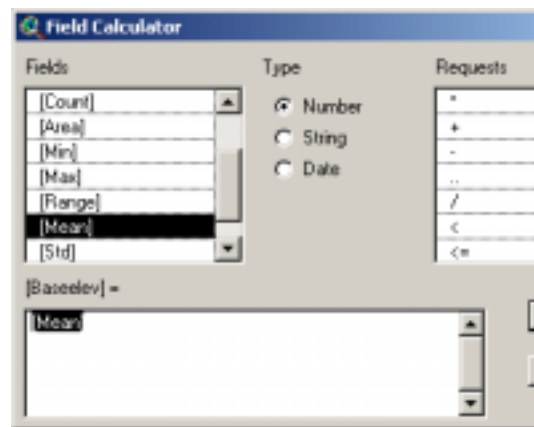 Field Calculator
Fields
[Count]
[Area]
[Min]
[Max]
[Range]
[Mean]
[Std]
Type
Number
String
Date
Requests
*
+
-
..
/
<
<=
[Baseelev] =
[Mean]